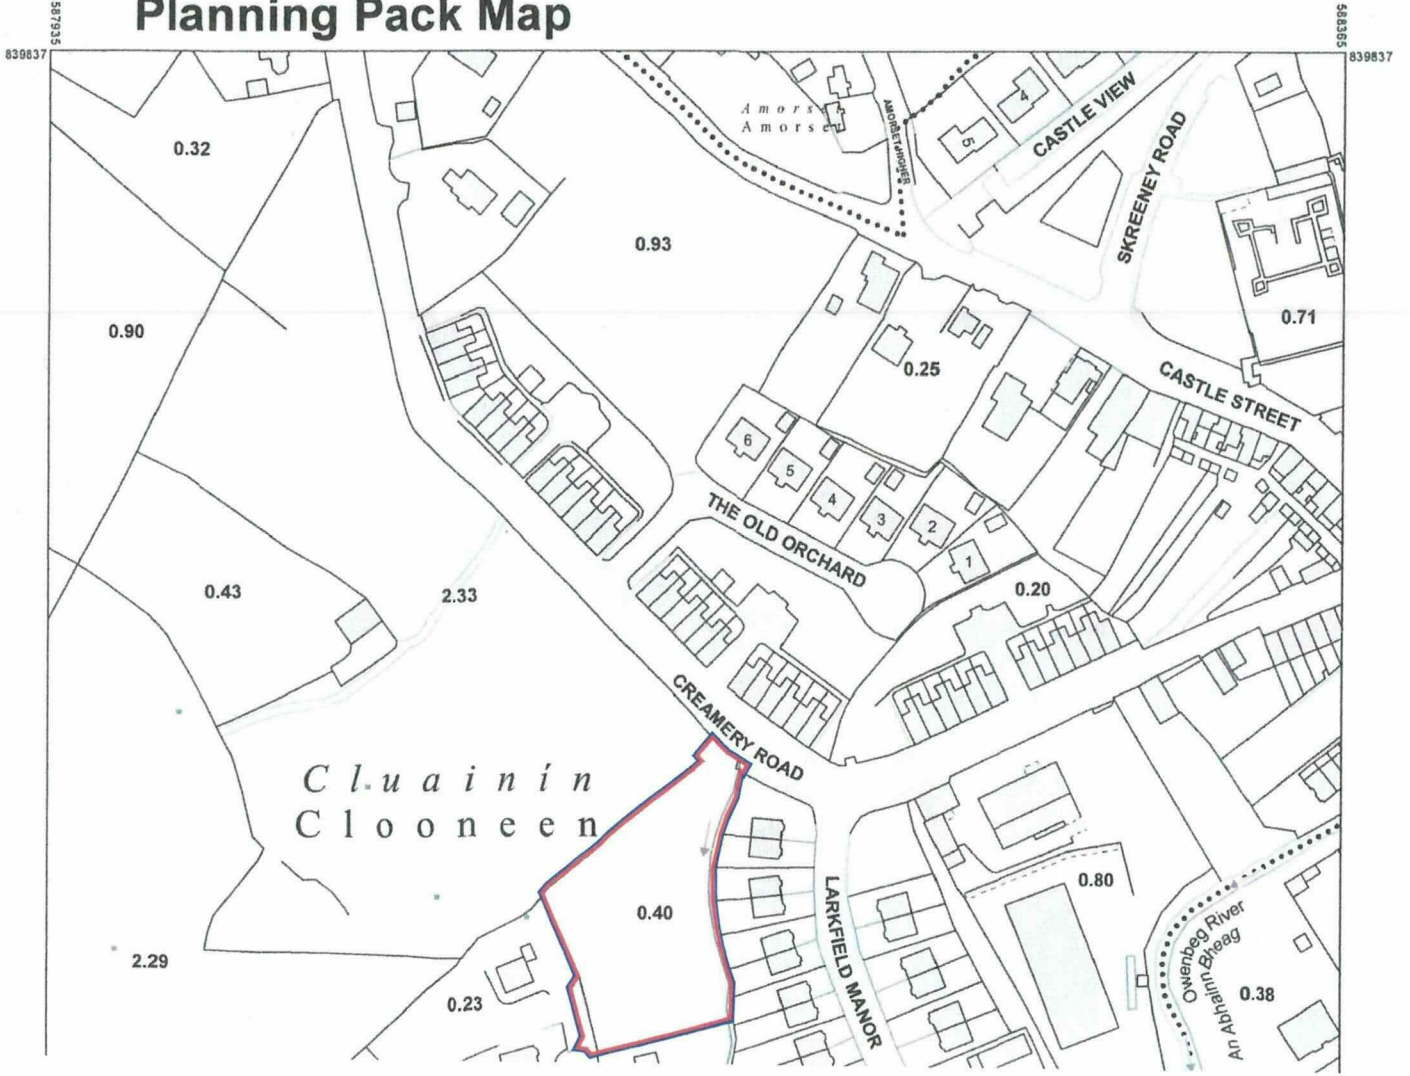 Planning Pack Map
587935
588365
839837
839837
Amorset
Amorset
AMORSET HIGHER
4
5
CASTLE VIEW
SKREENEY ROAD
0.32
0.93
0.90
0.25
0.71
CASTLE STREET
6
5
4
3
2
1
THE OLD ORCHARD
0.43
2.33
0.20
CREAMERY ROAD
Cluainín
Clooneen
0.40
0.80
LARKFIELD MANOR
Owenbeg River
An Abhainn Bheag
2.29
0.23
0.38